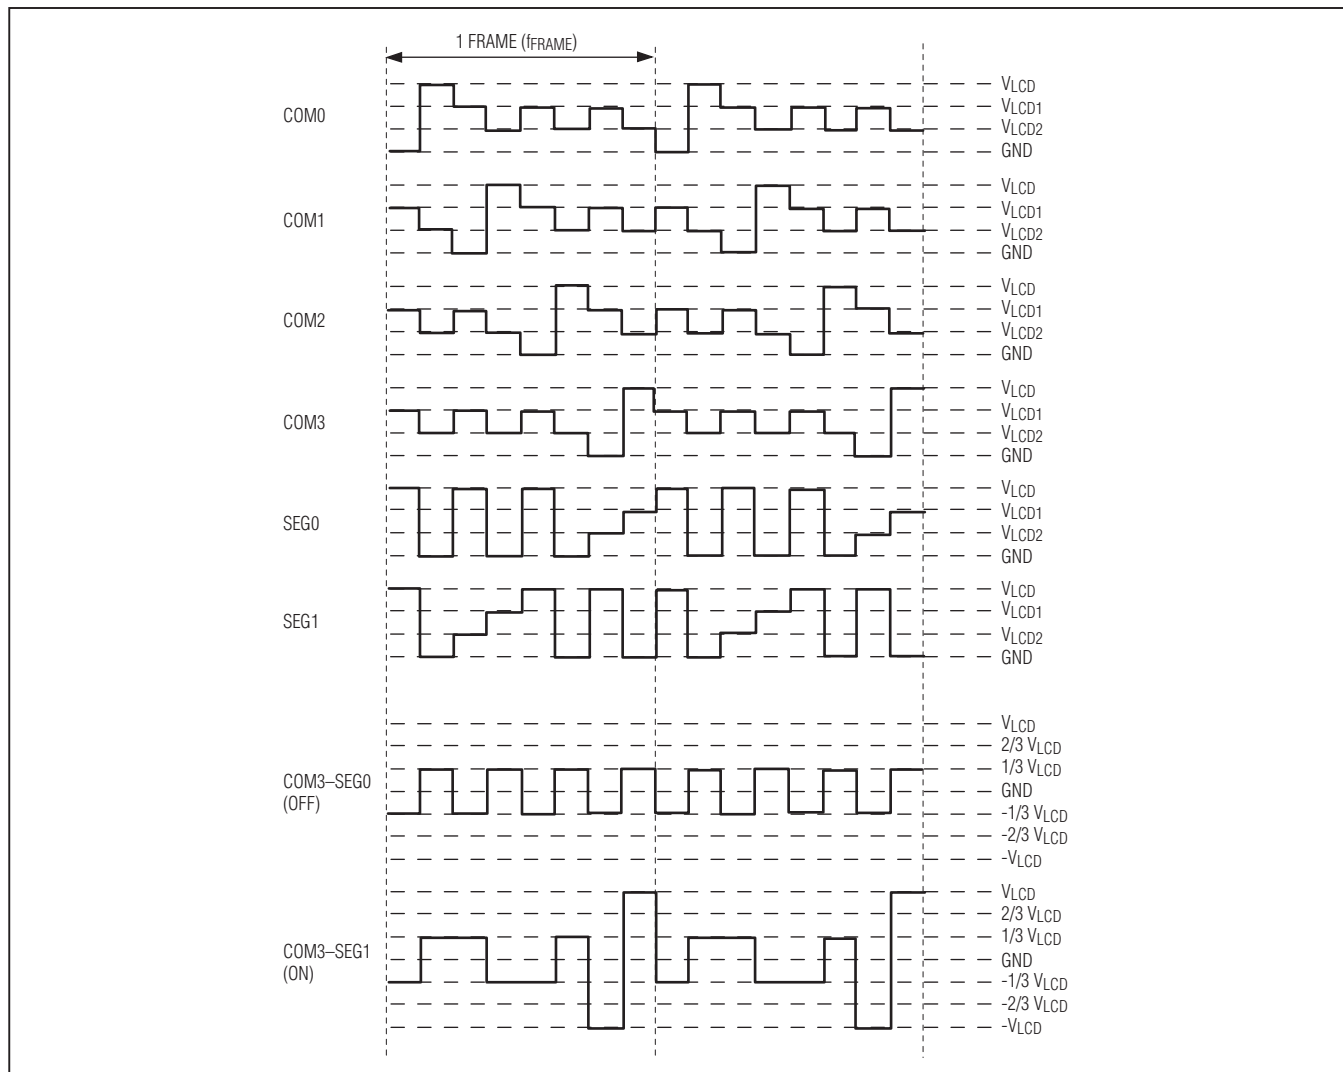 1 FRAME (fFRAME)
COM0
VLCD
VLCD1
VLCD2
GND
COM1
VLCD
VLCD1
VLCD2
GND
COM2
VLCD
VLCD1
VLCD2
GND
COM3
VLCD
VLCD1
VLCD2
GND
SEG0
VLCD
VLCD1
VLCD2
GND
SEG1
VLCD
VLCD1
VLCD2
GND
COM3–SEG0
(OFF)
VLCD
2/3 VLCD
1/3 VLCD
GND
-1/3 VLCD
-2/3 VLCD
-VLCD
COM3–SEG1
(ON)
VLCD
2/3 VLCD
1/3 VLCD
GND
-1/3 VLCD
-2/3 VLCD
-VLCD